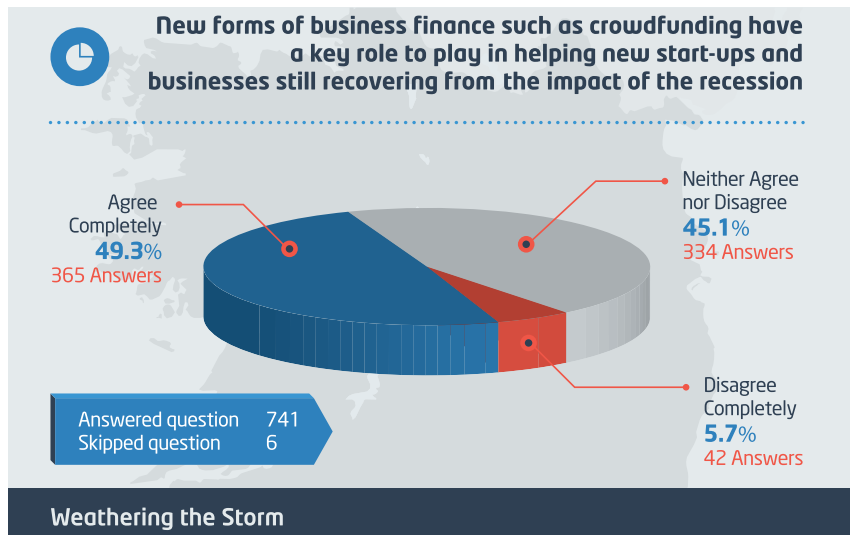 New forms of business finance such as crowdfunding have
a key role to play in helping new start-ups and
businesses still recovering from the impact of the recession
Agree
Completely
49.3%
365 Answers
Neither Agree
nor Disagree
45.1%
334 Answers
Disagree
Completely
5.7%
42 Answers
Answered question 741
Skipped question 6
Weathering the Storm